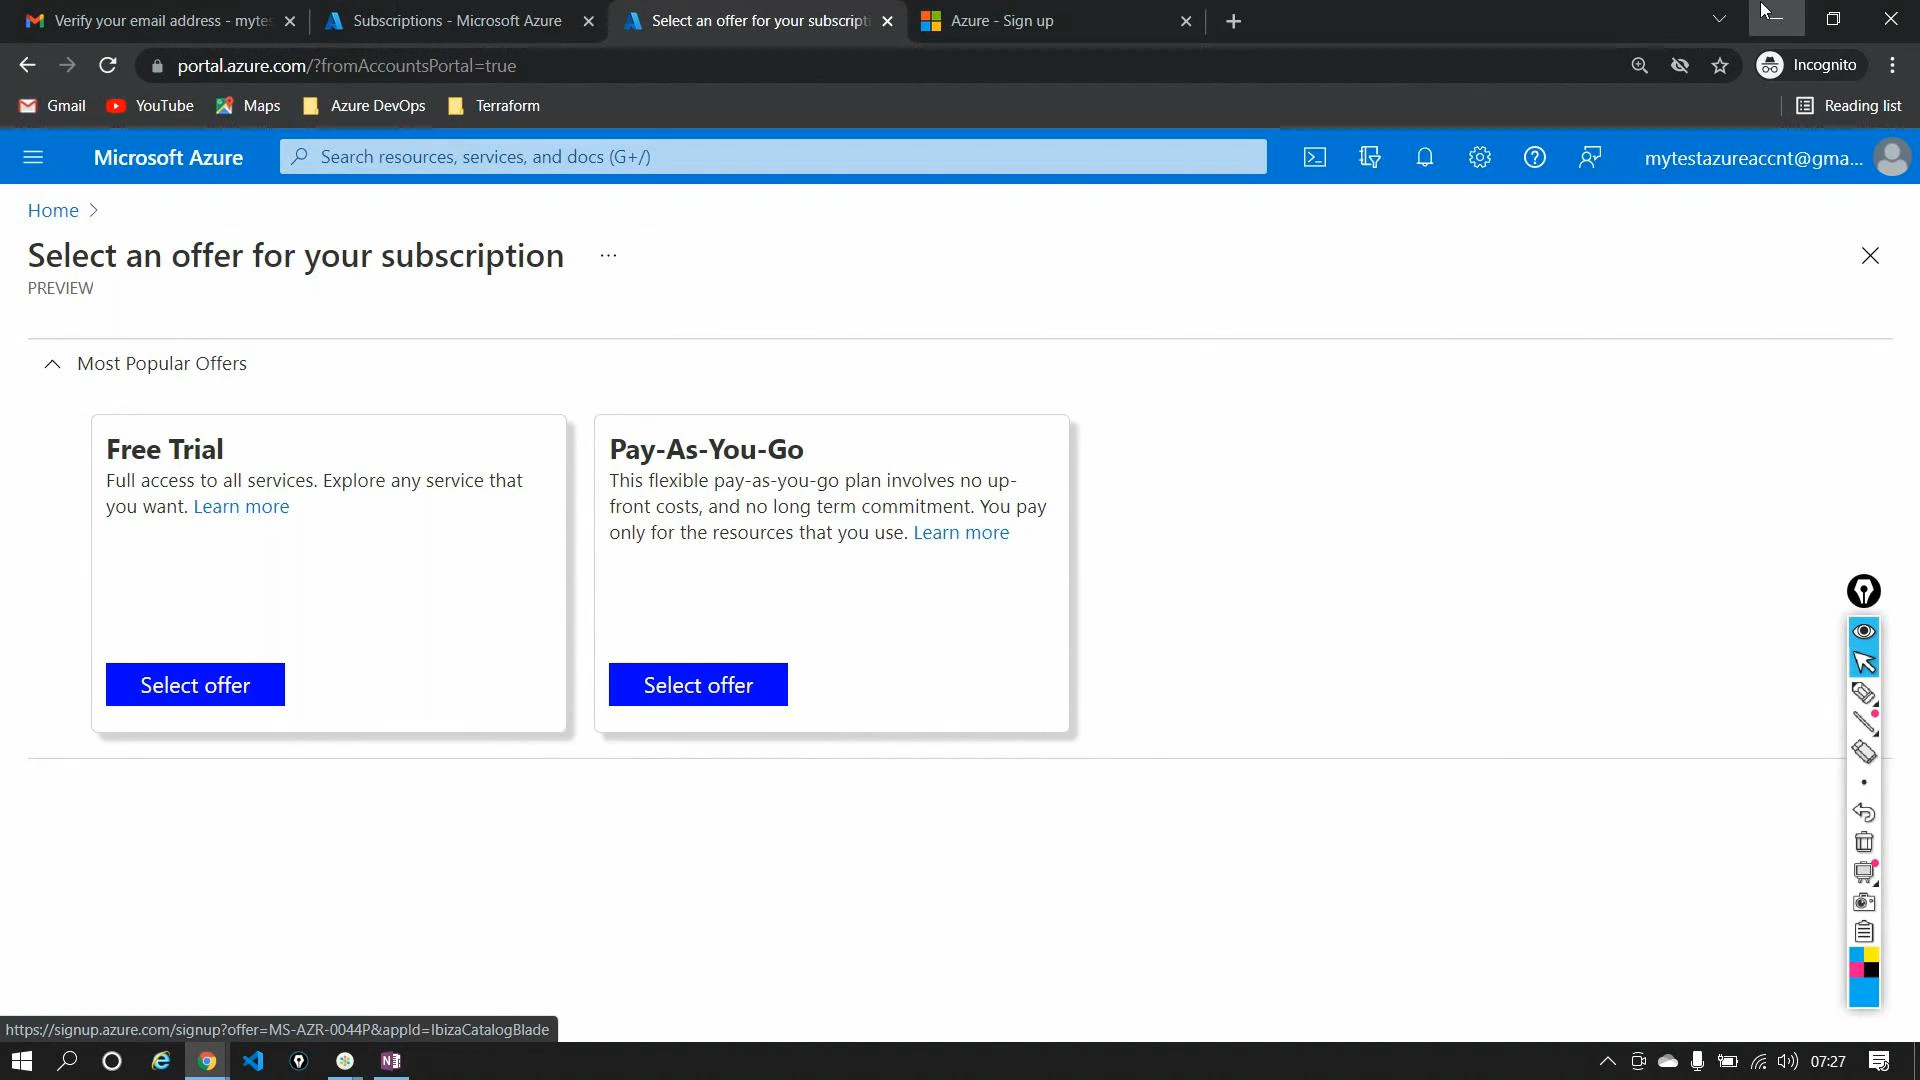 Verify your email address - mytes
Subscriptions - Microsoft Azure
Select an offer for your subscripti
Azure - Sign up
portal.azure.com/?fromAccountsPortal=true
Incognito
Gmail
YouTube
Maps
Azure DevOps
Terraform
Reading list
Microsoft Azure
Search resources, services, and docs (G+/)
mytestazureaccnt@gma...
Home
Select an offer for your subscription
...
PREVIEW
Most Popular Offers
Free Trial
Full access to all services. Explore any service that
you want. Learn more
Select offer
Pay-As-You-Go
This flexible pay-as-you-go plan involves no up-
front costs, and no long term commitment. You pay
only for the resources that you use. Learn more
Select offer
https://signup.azure.com/signup?offer=MS-AZR-0044P&appId=IbizaCatalogBlade
07:27